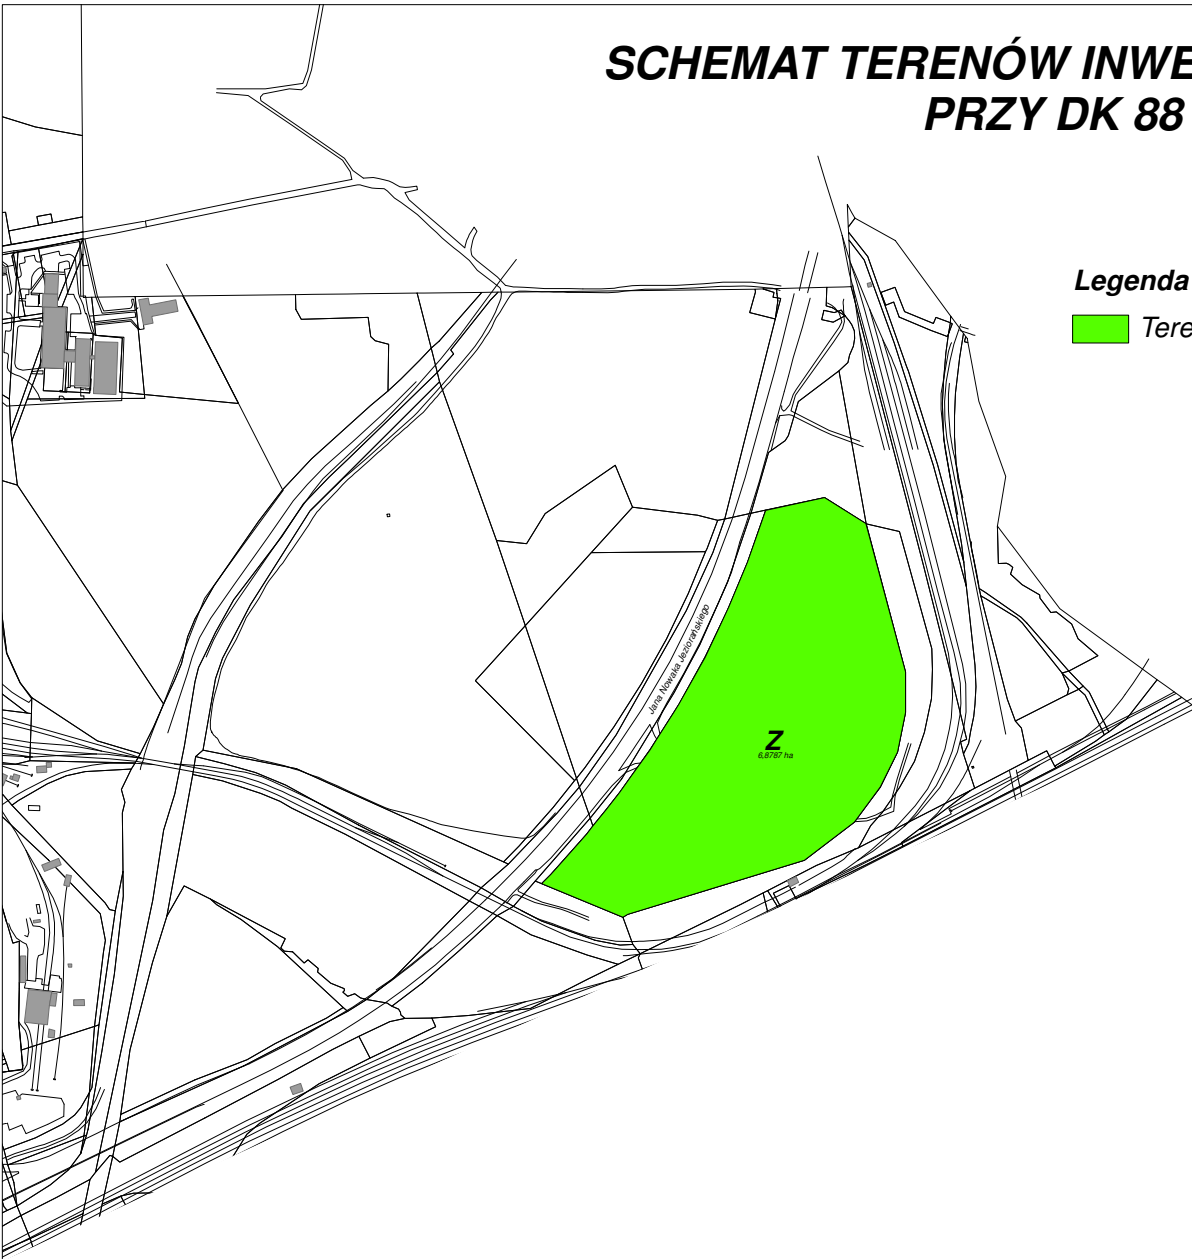 SCHEMAT TERENÓW INWE
PRZY DK 88
Legenda
Tere
Jana Nowaka Jeziorańskiego
Z
6,8787 ha